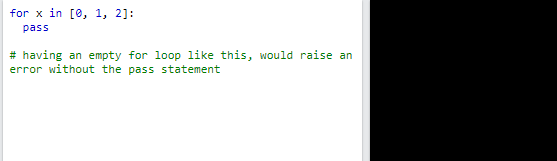 for x in [0, 1, 2]:
  pass
# having an empty for loop like this, would raise an
error without the pass statement